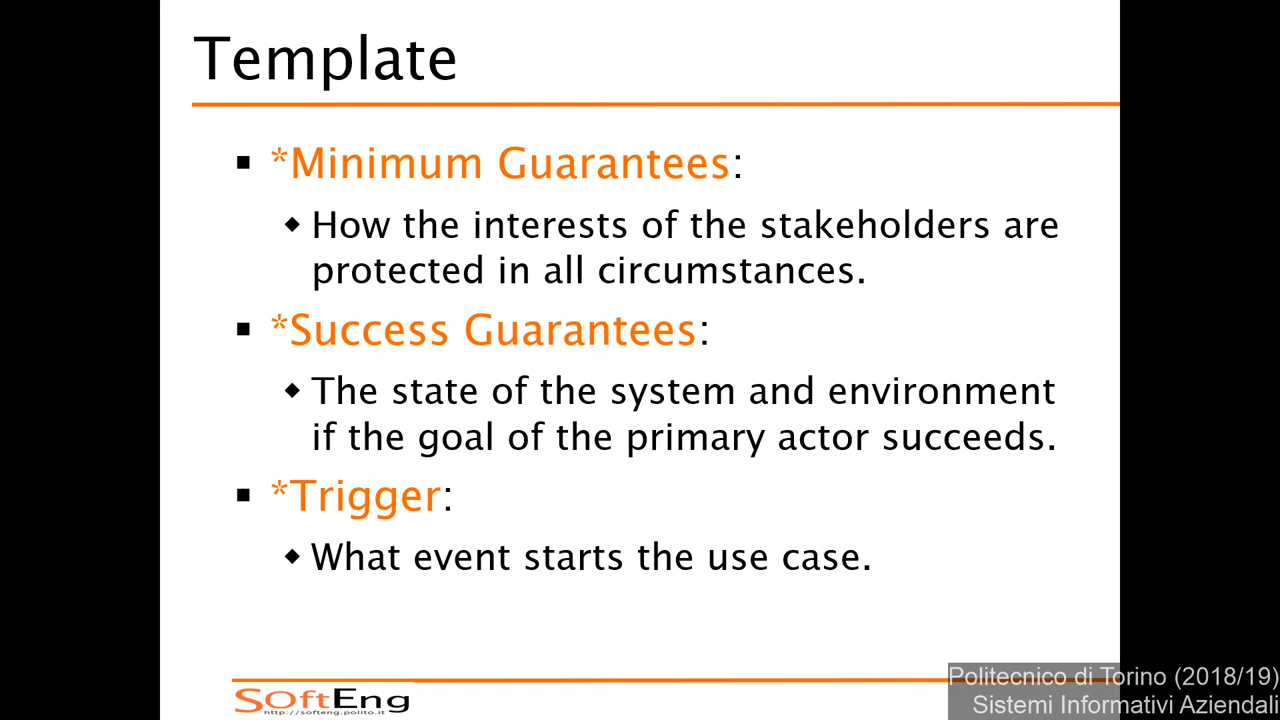 Template
*Minimum Guarantees:
How the interests of the stakeholders are
protected in all circumstances.
*Success Guarantees:
The state of the system and environment
if the goal of the primary actor succeeds.
*Trigger:
What event starts the use case.
SoftEng
http://softeng.polito.it
Politecnico di Torino (2018/19)
Sistemi Informativi Aziendali